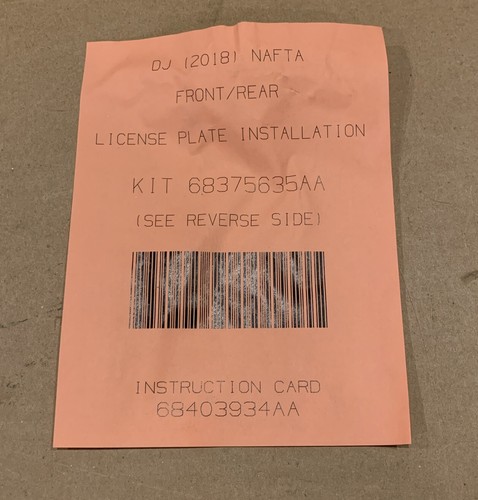 DJ (2018) NAFTA
FRONT/REAR
LICENSE PLATE INSTALLATION
KIT 68375635AA
(SEE REVERSE SIDE)
INSTRUCTION CARD
68403934AA